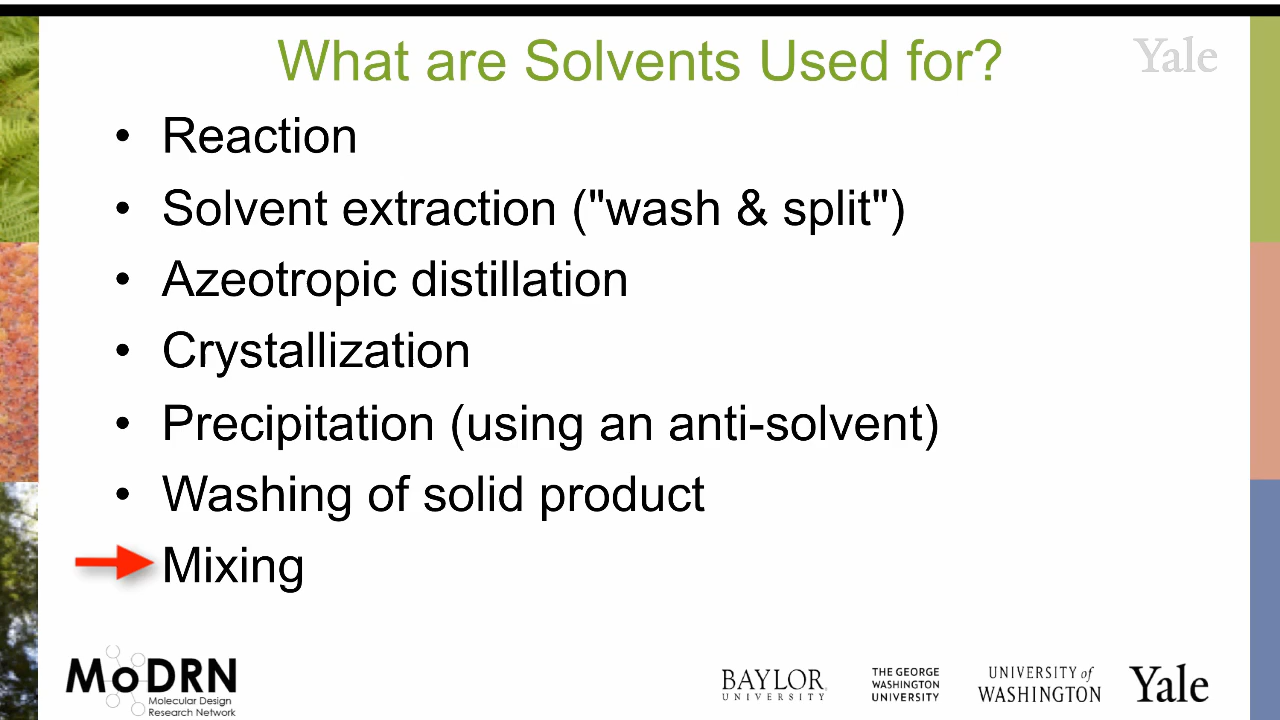 What are Solvents Used for?
Yale
• Reaction
• Solvent extraction ("wash & split")
• Azeotropic distillation
• Crystallization
• Precipitation (using an anti-solvent)
• Washing of solid product
Mixing
MoDRN
Molecular Design
Research Network
BAYLOR
UNIVERSITY
THE GEORGE
WASHINGTON
UNIVERSITY
UNIVERSITY of
WASHINGTON
Yale